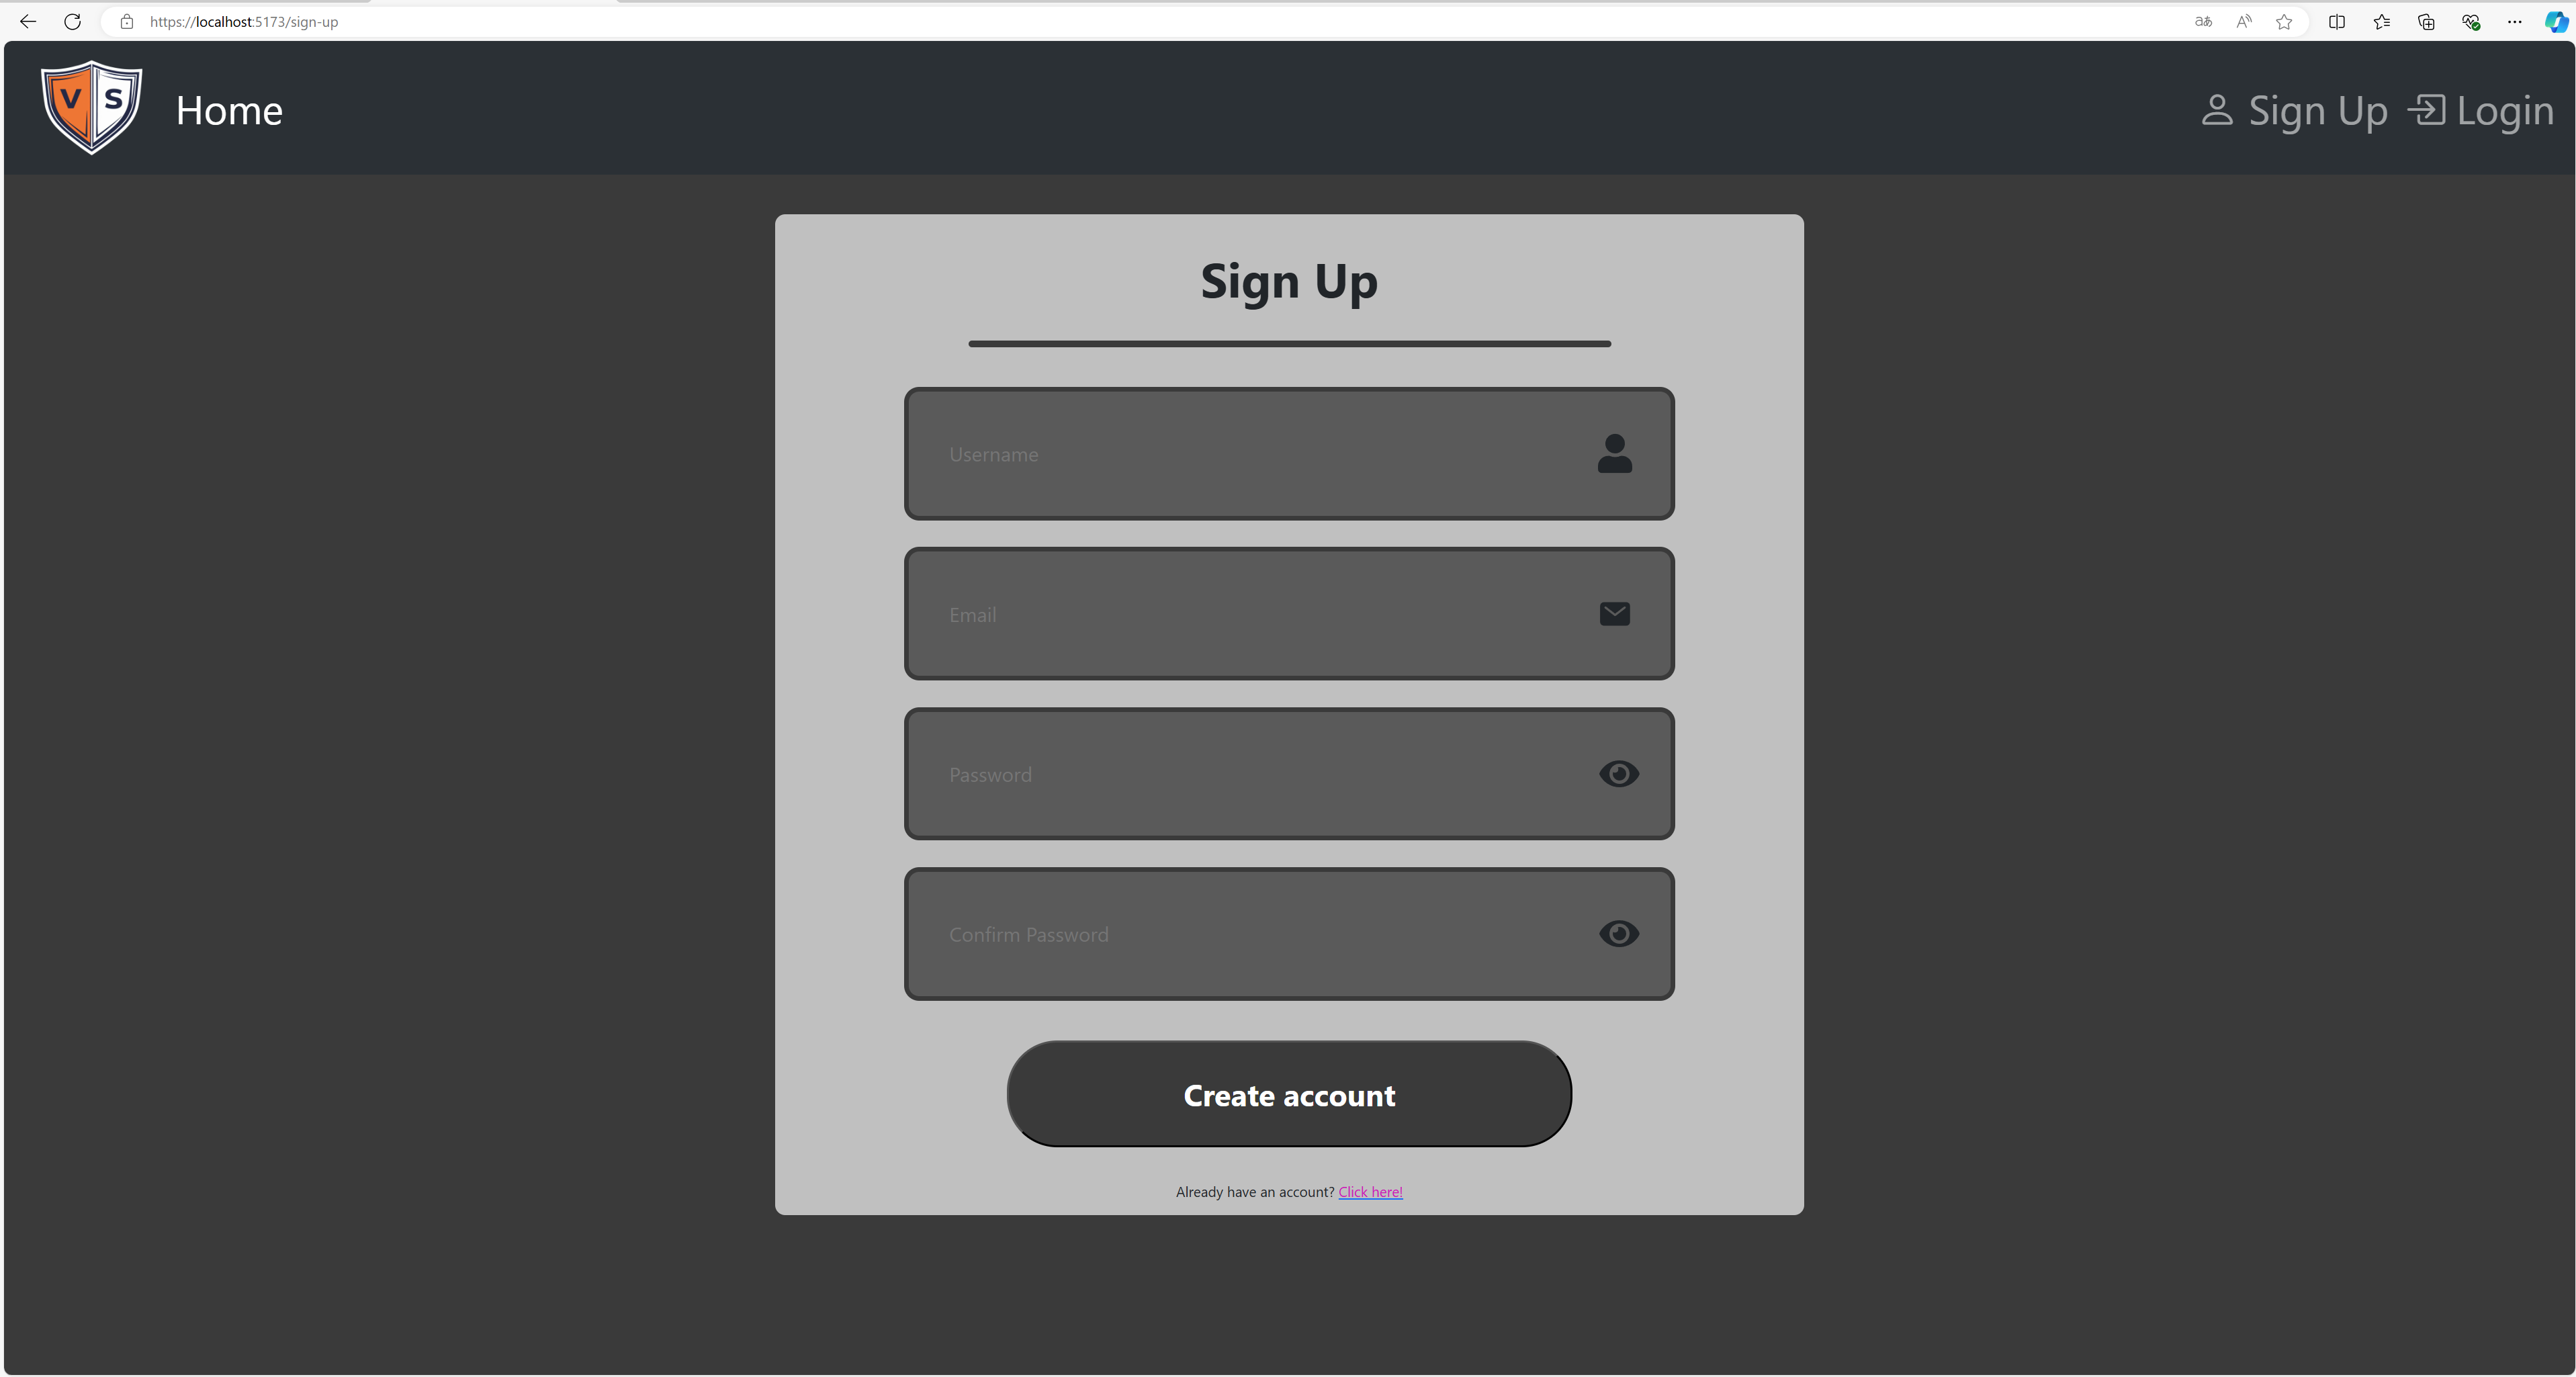 https://localhost:5173/sign-up
V S
Home
Sign Up
Login
Sign Up
Username
Email
Password
Confirm Password
Create account
Already have an account? Click here!